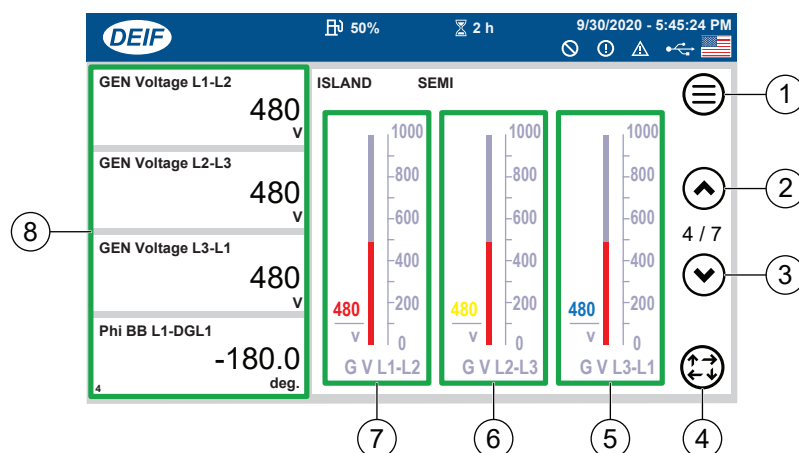 DEIF
50%
2 h
9/30/2020 - 5:45:24 PM
GEN Voltage L1-L2
480
V
GEN Voltage L2-L3
480
V
GEN Voltage L3-L1
480
V
Phi BB L1-DGL1
-180.0
deg.
4
ISLAND SEMI
1000
800
600
400
200
0
480
V
G V L1-L2
1000
800
600
400
200
0
480
V
G V L2-L3
1000
800
600
400
200
0
480
V
G V L3-L1
4 / 7
1
2
3
4
5
6
7
8